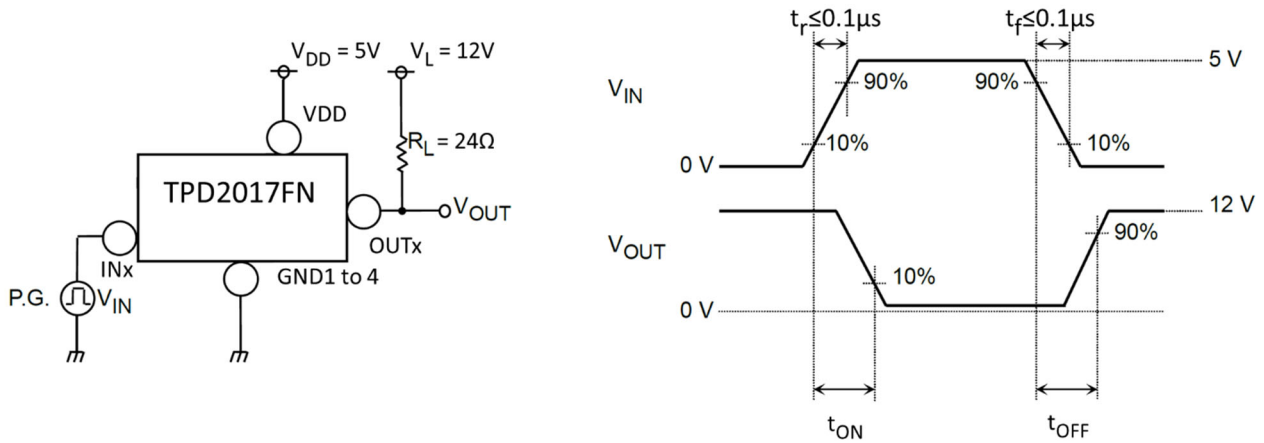 VDD = 5V
VL = 12V
VDD
RL = 24Ω
TPD2017FN
VOUT
OUTx
INx
GND1 to 4
P.G.
VIN
tr≤0.1μs
tf≤0.1μs
5 V
VIN
90%
90%
10%
10%
0 V
12 V
VOUT
90%
10%
0 V
tON
tOFF